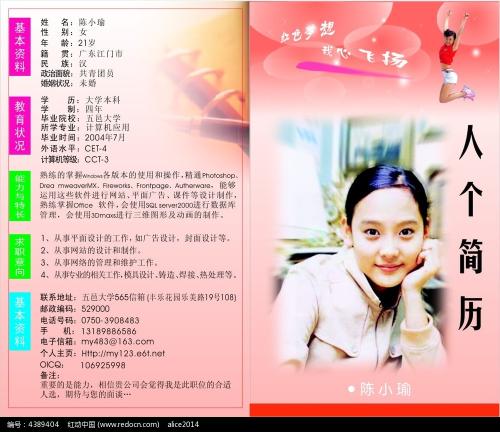 基本资料
姓 名：陈小瑜
性 别：女
年 龄：21岁
籍 贯：广东江门市
民 族：汉
政治面貌：共青团员
婚姻状况：未婚
教育状况
学 历：大学本科
学 制：四年
毕业院校：五邑大学
所学专业：计算机应用
毕业时间：2004年7月
外语水平：CET-4
计算机等级：CCT-3
能力与特长
熟练的掌握Windows各版本的使用和操作，精通Photoshop、
Drea mweaverMX、Fireworks、Frontpage、Autherware、能够
运用这些软件进行网站、平面广告、课件等设计制作，
熟练掌握Office 软件，会使用SQL server2000进行数据库
管理，会使用3Dmaxs进行三维图形及动画的制作。
求职意向
1、从事平面设计的工作，如广告设计，封面设计等。
2、从事网站的设计和制作。
3、从事网络的管理和维护工作。
4、从事专业的相关工作，模具设计、铸造、焊接、热处理等。
基本资料
联系地址：五邑大学565信箱(丰乐花园乐美路19号108)
邮政编码：529000
电话号码：0750-3908483
手 机：13189886586
电子信箱：my483@163.com
个人主页：Http://my123.e6t.net
OICQ： 106925998
备注：
重要的是能力，相信贵公司会觉得我是此职位的合适
人选，期待与您的面谈…
红色梦想
我心飞扬
个人简历
陈小瑜
编号：4389404 红动中国 (www.redocn.com) alice2014